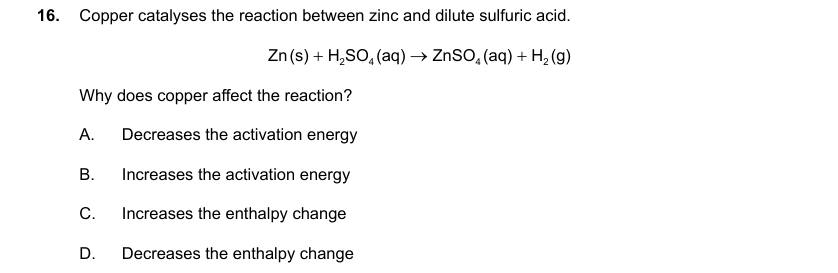 16. Copper catalyses the reaction between zinc and dilute sulfuric acid.
Zn(s) + H₂SO₄(aq) → ZnSO₄(aq) + H₂(g)
Why does copper affect the reaction?
A. Decreases the activation energy
B. Increases the activation energy
C. Increases the enthalpy change
D. Decreases the enthalpy change